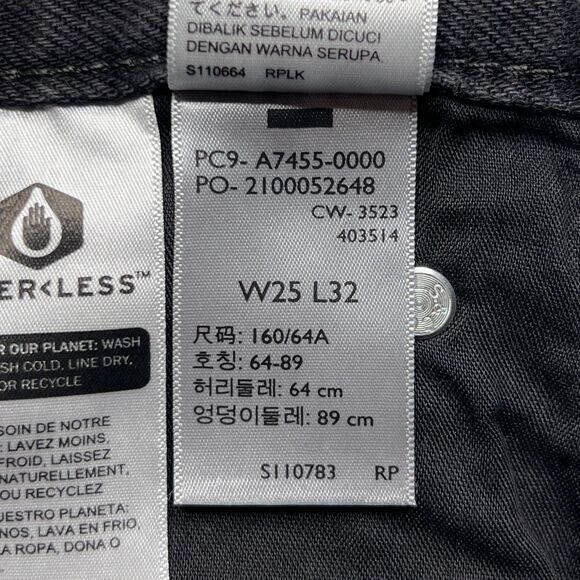 てください。PAKAIAN
DIBALIK SEBELUM DICUCI
DENGAN WARNA SERUPA.
S110664 RPLK
PC9- A7455-0000
PO- 2100052648
CW- 3523
403514
W25 L32
尺码: 160/64A
호칭: 64-89
허리둘레: 64 cm
엉덩이둘레: 89 cm
S110783 RP
ER<LESS™
R OUR PLANET: WASH
SH COLD, LINE DRY,
OR RECYCLE
SOIN DE NOTRE
: LAVEZ MOINS,
FROID, LAISSEZ
NATURELLEMENT,
OU RECYCLEZ
UESTRO PLANETA:
NOS, LAVA EN FRIO,
A ROPA, DONA O